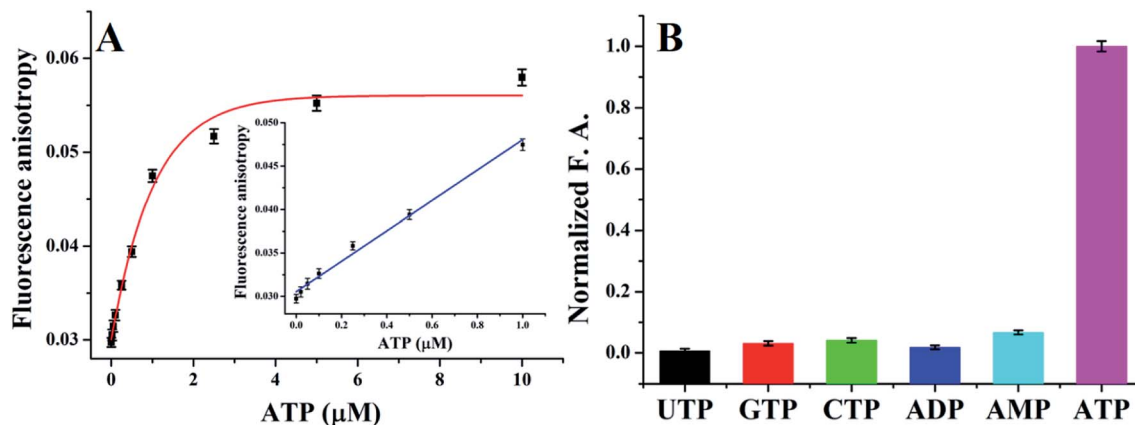 A
Fluorescence anisotropy
0.06
0.05
0.04
0.03
0 2 4 6 8 10
ATP (μM)
Fluorescence anisotropy
0.050
0.045
0.040
0.035
0.030
0.0 0.2 0.4 0.6 0.8 1.0
ATP (μM)
B
Normalized F. A.
1.0
0.8
0.6
0.4
0.2
0.0
UTP GTP CTP ADP AMP ATP